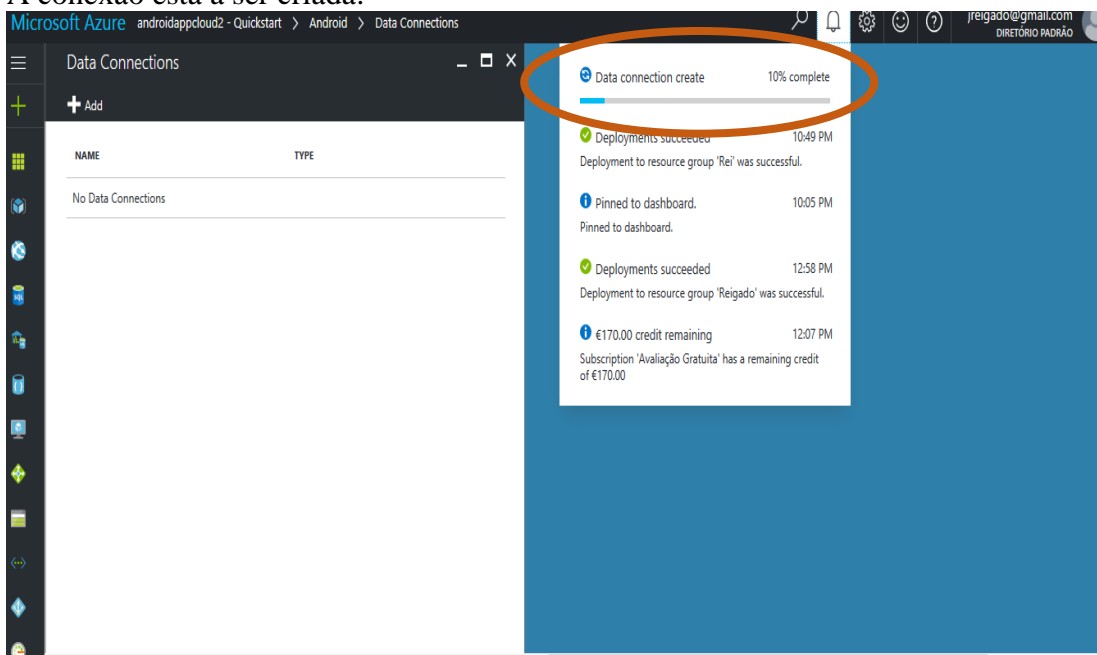 A conexão está a ser criada.
Microsoft Azure androidappcloud2 - Quickstart > Android > Data Connections
jreigado@gmail.com
DIRETÓRIO PADRÃO
Data Connections
Add
NAME TYPE
No Data Connections
Data connection create 10% complete
Deployments succeeded 10:49 PM
Deployment to resource group 'Rei' was successful.
Pinned to dashboard. 10:05 PM
Pinned to dashboard.
Deployments succeeded 12:58 PM
Deployment to resource group 'Reigado' was successful.
€170.00 credit remaining 12:07 PM
Subscription 'Avaliação Gratuita' has a remaining credit
of €170.00
SQL